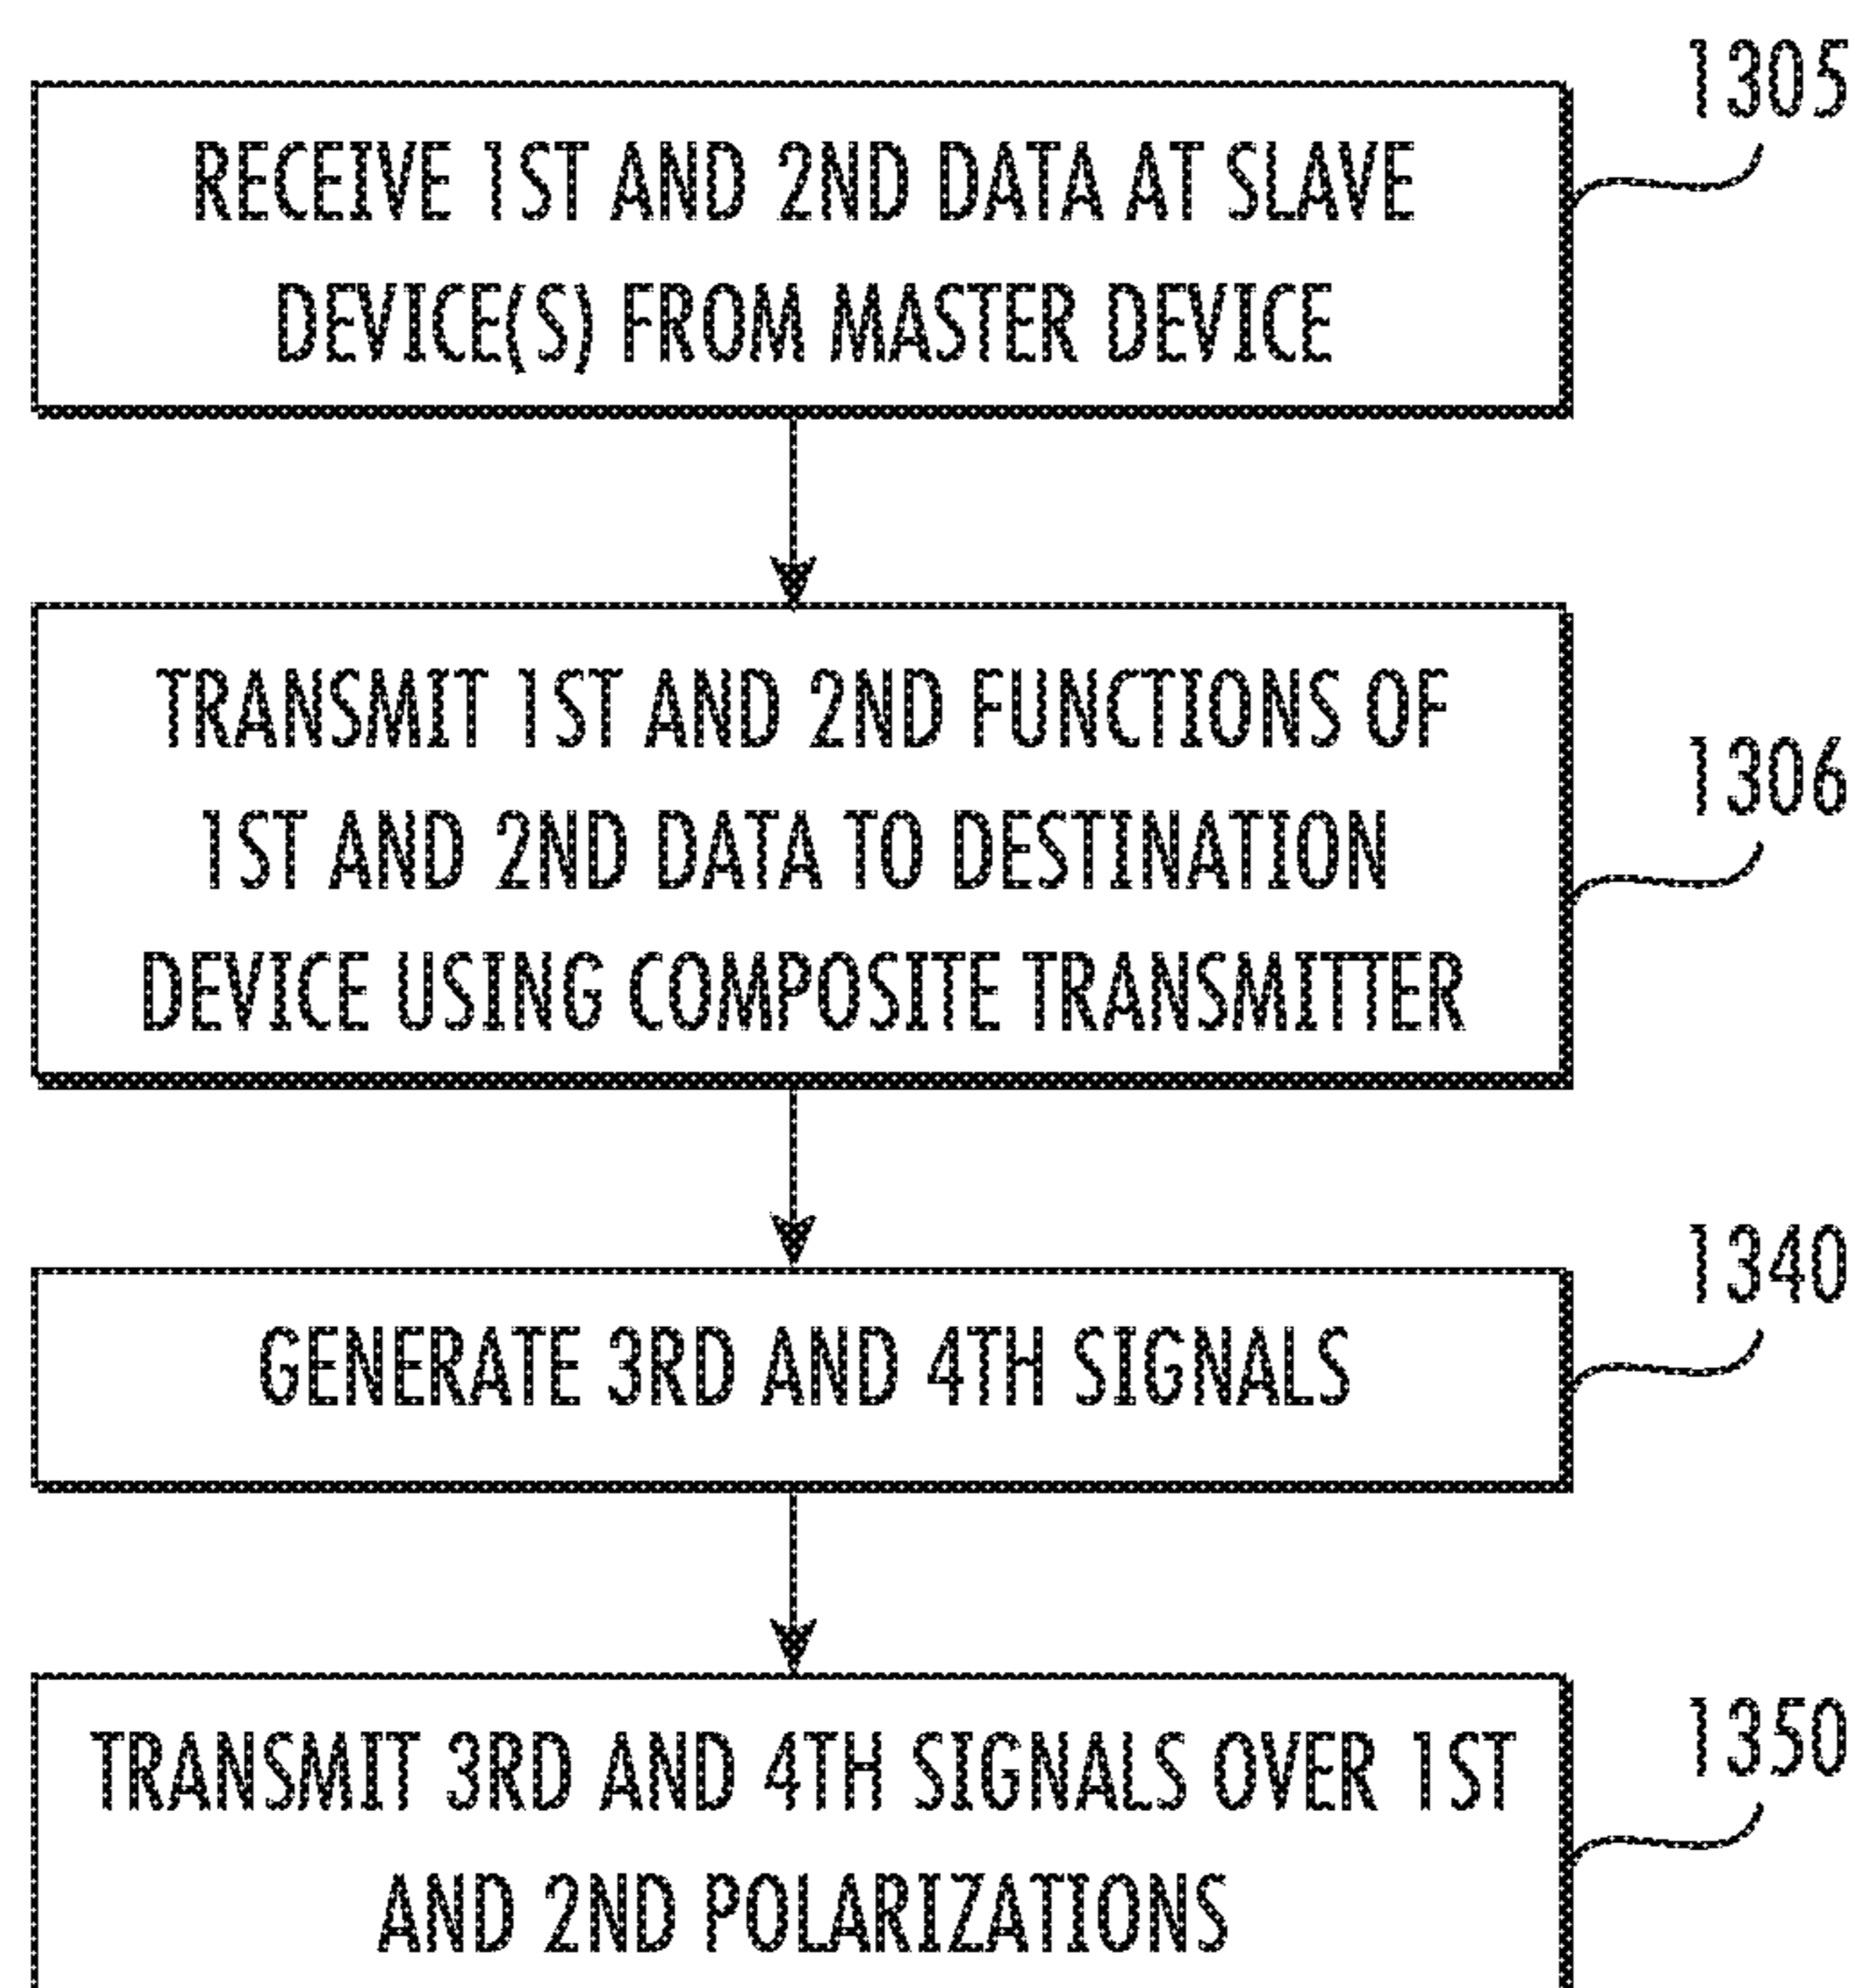 1305
RECEIVE 1ST AND 2ND DATA AT SLAVE
DEVICE(S) FROM MASTER DEVICE
TRANSMIT 1ST AND 2ND FUNCTIONS OF
1306
1ST AND 2ND DATA TO DESTINATION
DEVICE USING COMPOSITE TRANSMITTER
1340
GENERATE 3RD AND 4TH SIGNALS
1350
TRANSMIT 3RD AND 4TH SIGNALS OVER 1ST
AND 2ND POLARIZATIONS